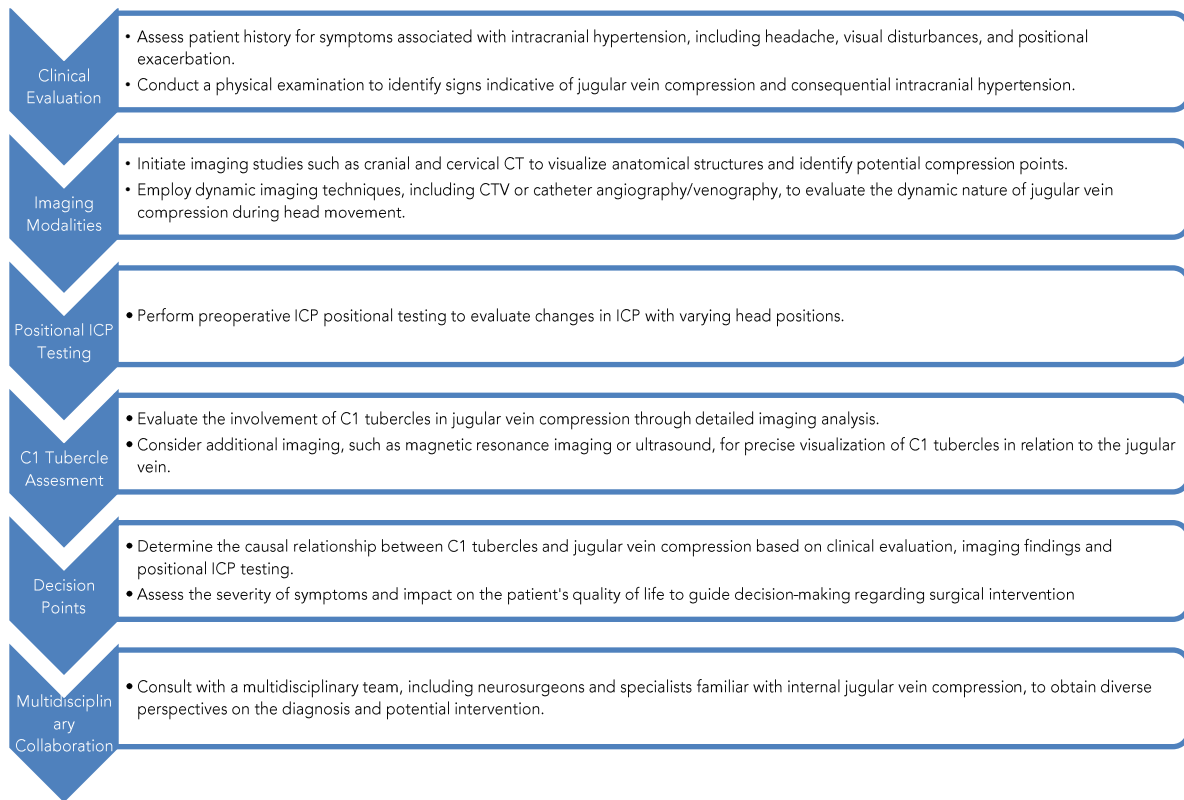 Clinical
Evaluation
• Assess patient history for symptoms associated with intracranial hypertension, including headache, visual disturbances, and positional
exacerbation.
• Conduct a physical examination to identify signs indicative of jugular vein compression and consequential intracranial hypertension.
Imaging
Modalities
• Initiate imaging studies such as cranial and cervical CT to visualize anatomical structures and identify potential compression points.
• Employ dynamic imaging techniques, including CTV or catheter angiography/venography, to evaluate the dynamic nature of jugular vein
compression during head movement.
Positional ICP
Testing
• Perform preoperative ICP positional testing to evaluate changes in ICP with varying head positions.
C1 Tubercle
Assesment
• Evaluate the involvement of C1 tubercles in jugular vein compression through detailed imaging analysis.
• Consider additional imaging, such as magnetic resonance imaging or ultrasound, for precise visualization of C1 tubercles in relation to the jugular
vein.
Decision
Points
• Determine the causal relationship between C1 tubercles and jugular vein compression based on clinical evaluation, imaging findings and
positional ICP testing.
• Assess the severity of symptoms and impact on the patient's quality of life to guide decision-making regarding surgical intervention
Multidisciplin
ary
Collaboration
• Consult with a multidisciplinary team, including neurosurgeons and specialists familiar with internal jugular vein compression, to obtain diverse
perspectives on the diagnosis and potential intervention.